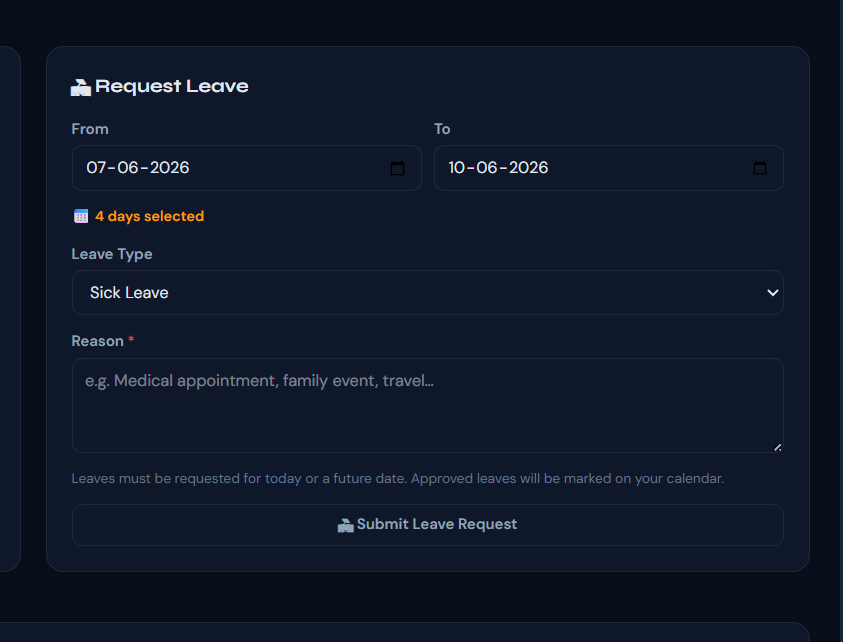 Request Leave
From
To
07-06-2026
10-06-2026
4 days selected
Leave Type
Sick Leave
Reason *
e.g. Medical appointment, family event, travel...
Leaves must be requested for today or a future date. Approved leaves will be marked on your calendar.
Submit Leave Request